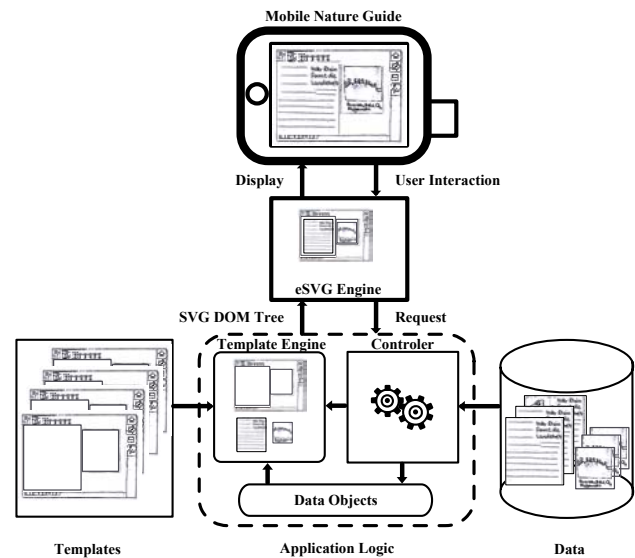 Mobile Nature Guide
Display
User Interaction
eSVG Engine
SVG DOM Tree
Request
Template Engine
Controler
Data Objects
Templates
Application Logic
Data